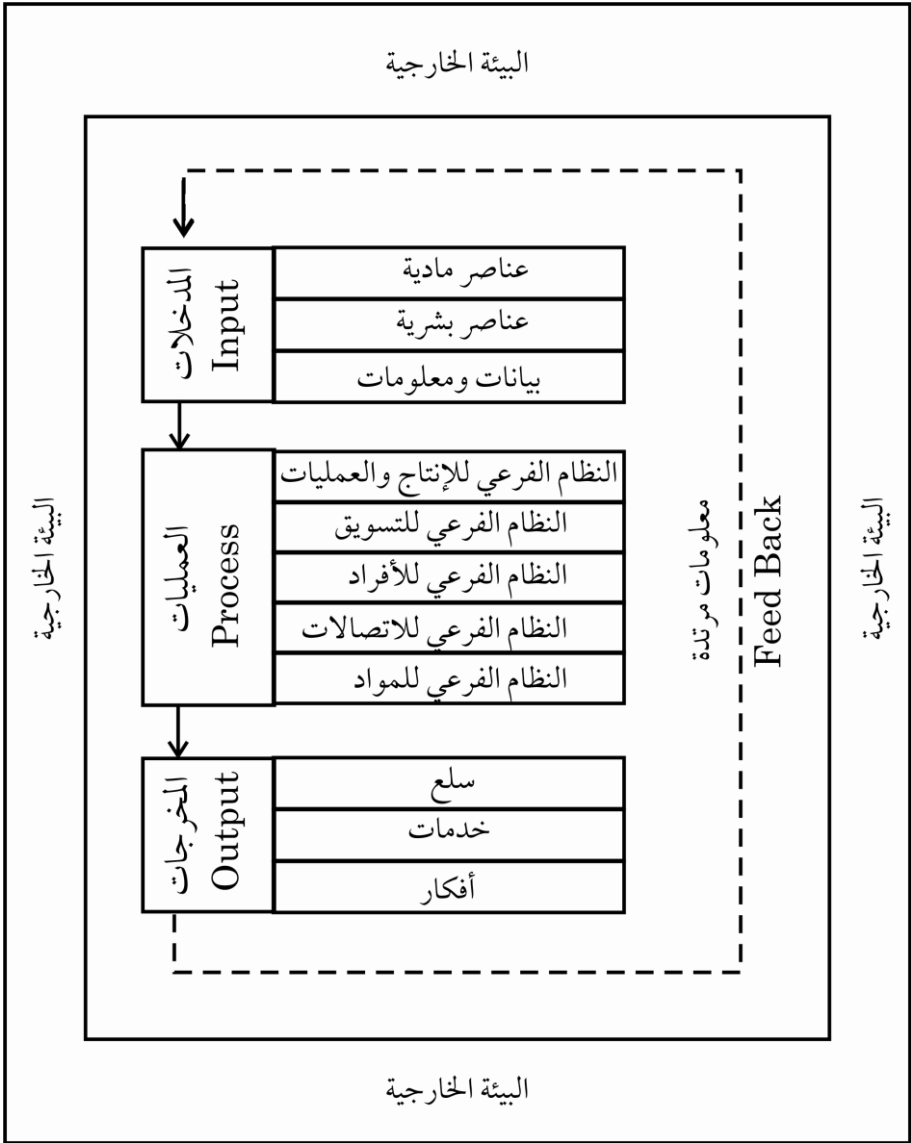 البيئة الخارجية
المدخلات
Input
عناصر مادية
عناصر بشرية
بيانات ومعلومات
العمليات
Process
النظام الفرعي للإنتاج والعمليات
النظام الفرعي للتسويق
النظام الفرعي للأفراد
النظام الفرعي للاتصالات
النظام الفرعي للمواد
المخرجات
Output
سلع
خدمات
أفكار
معلومات مرتدة
Feed Back
البيئة الخارجية
البيئة الخارجية
البيئة الخارجية